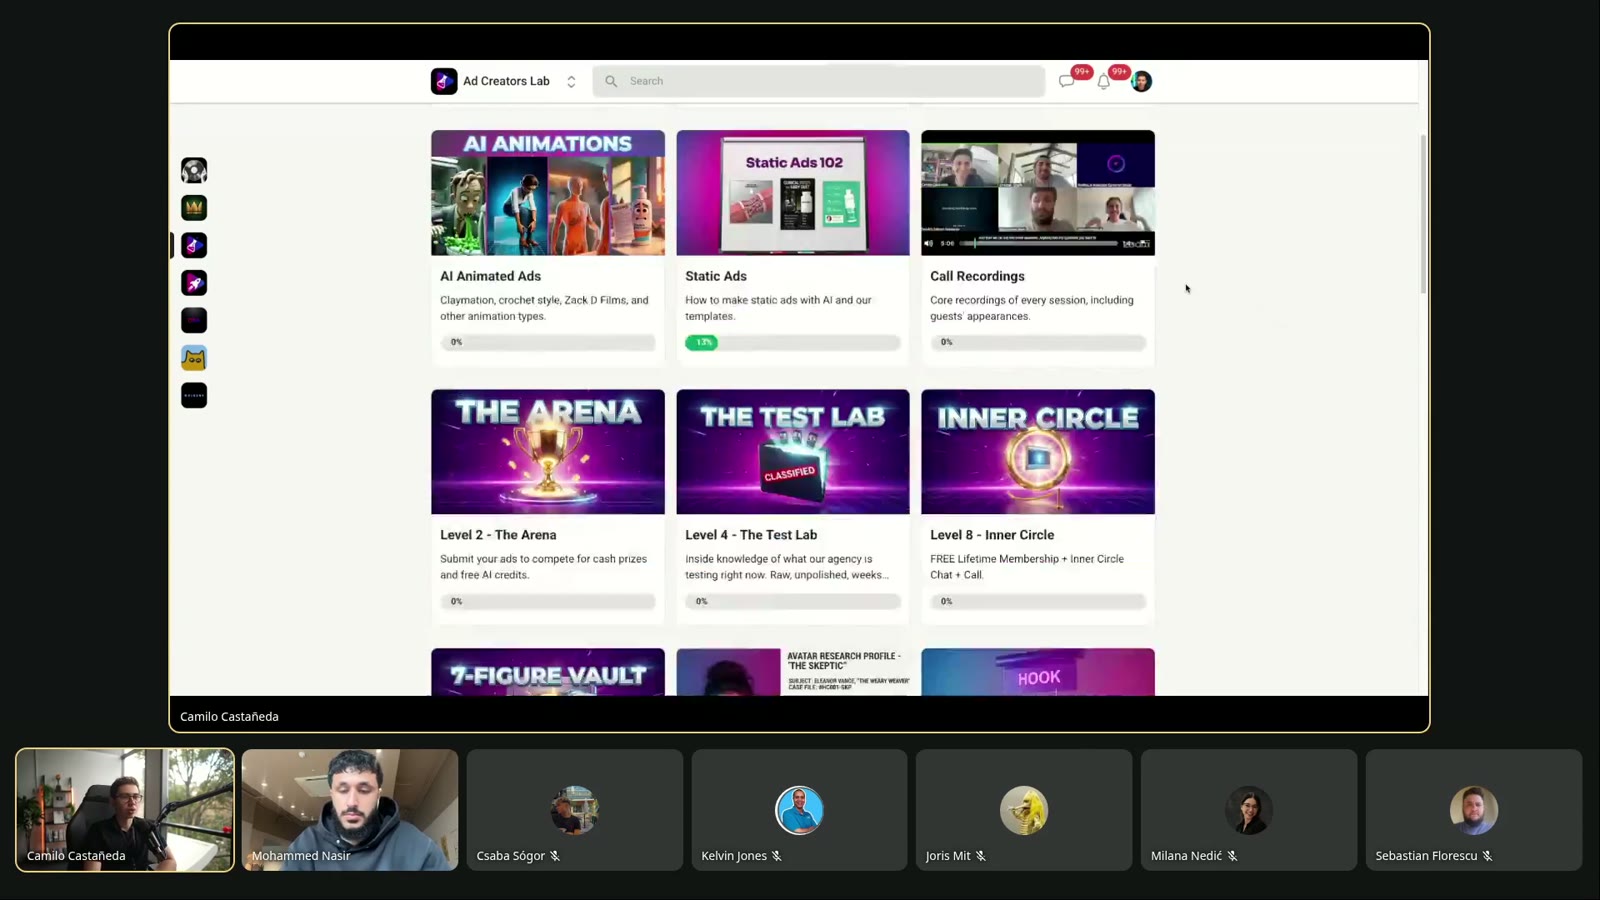 Ad Creators Lab
Search
99+
99+
AI ANIMATIONS
Static Ads 102
AI Animated Ads
Claymation, crochet style, Zack D Films, and
other animation types.
0%
Static Ads
How to make static ads with AI and our
templates.
13%
Call Recordings
Core recordings of every session, including
guests' appearances.
0%
THE ARENA
THE TEST LAB
CLASSIFIED
INNER CIRCLE
Level 2 - The Arena
Submit your ads to compete for cash prizes
and free AI credits.
0%
Level 4 - The Test Lab
Inside knowledge of what our agency is
testing right now. Raw, unpolished, weeks...
0%
Level 8 - Inner Circle
FREE Lifetime Membership + Inner Circle
Chat + Call.
0%
7-FIGURE VAULT
AVATAR RESEARCH PROFILE -
"THE SKEPTIC"
SUBJECT: ELEANOR VANCE, "THE WEARY WEAVER"
HOOK
Camilo Castañeda
Camilo Castañeda
Mohammed Nasir
Csaba Sógor
Kelvin Jones
Joris Mit
Milana Nedić
Sebastian Florescu